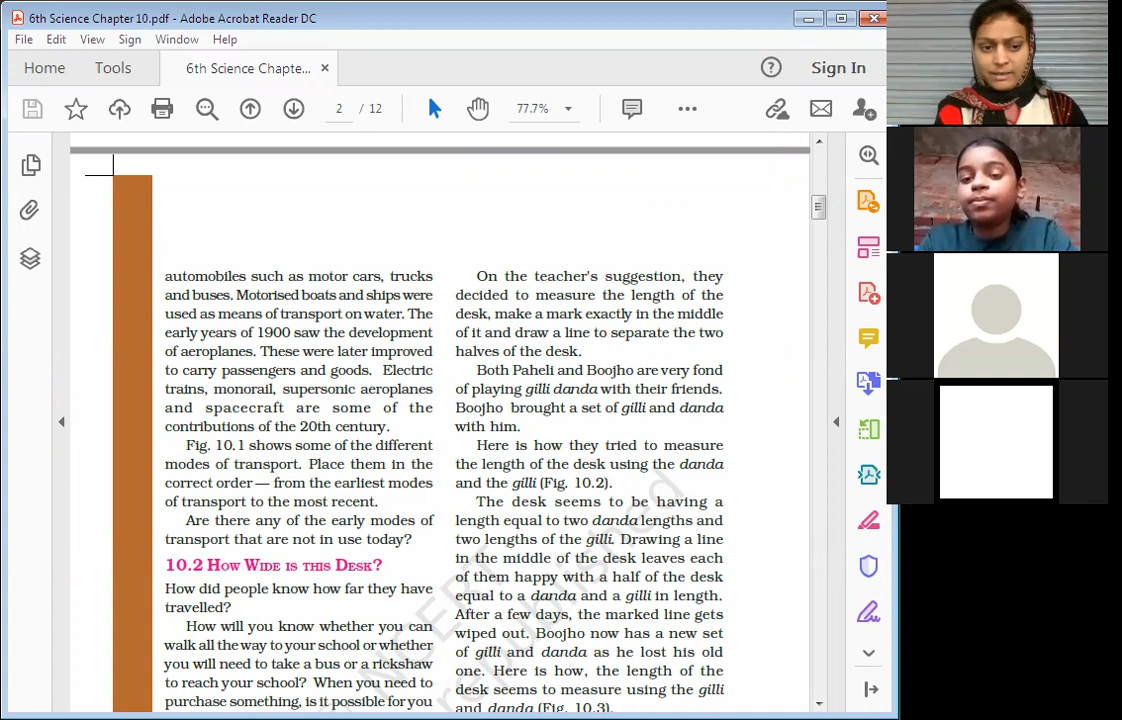 6th Science Chapter 10.pdf - Adobe Acrobat Reader DC
File Edit View Sign Window Help
Home Tools 6th Science Chapte... ×
Sign In
2 / 12 77.7%
automobiles such as motor cars, trucks
and buses. Motorised boats and ships were
used as means of transport on water. The
early years of 1900 saw the development
of aeroplanes. These were later improved
to carry passengers and goods. Electric
trains, monorail, supersonic aeroplanes
and spacecraft are some of the
contributions of the 20th century.
Fig. 10.1 shows some of the different
modes of transport. Place them in the
correct order — from the earliest modes
of transport to the most recent.
Are there any of the early modes of
transport that are not in use today?
10.2 How Wide is this Desk?
How did people know how far they have
travelled?
How will you know whether you can
walk all the way to your school or whether
you will need to take a bus or a rickshaw
to reach your school? When you need to
purchase something, is it possible for you
On the teacher's suggestion, they
decided to measure the length of the
desk, make a mark exactly in the middle
of it and draw a line to separate the two
halves of the desk.
Both Paheli and Boojho are very fond
of playing gilli danda with their friends.
Boojho brought a set of gilli and danda
with him.
Here is how they tried to measure
the length of the desk using the danda
and the gilli (Fig. 10.2).
The desk seems to be having a
length equal to two danda lengths and
two lengths of the gilli. Drawing a line
in the middle of the desk leaves each
of them happy with a half of the desk
equal to a danda and a gilli in length.
After a few days, the marked line gets
wiped out. Boojho now has a new set
of gilli and danda as he lost his old
one. Here is how, the length of the
desk seems to measure using the gilli
and danda (Fig. 10.3).
NCERT
republished